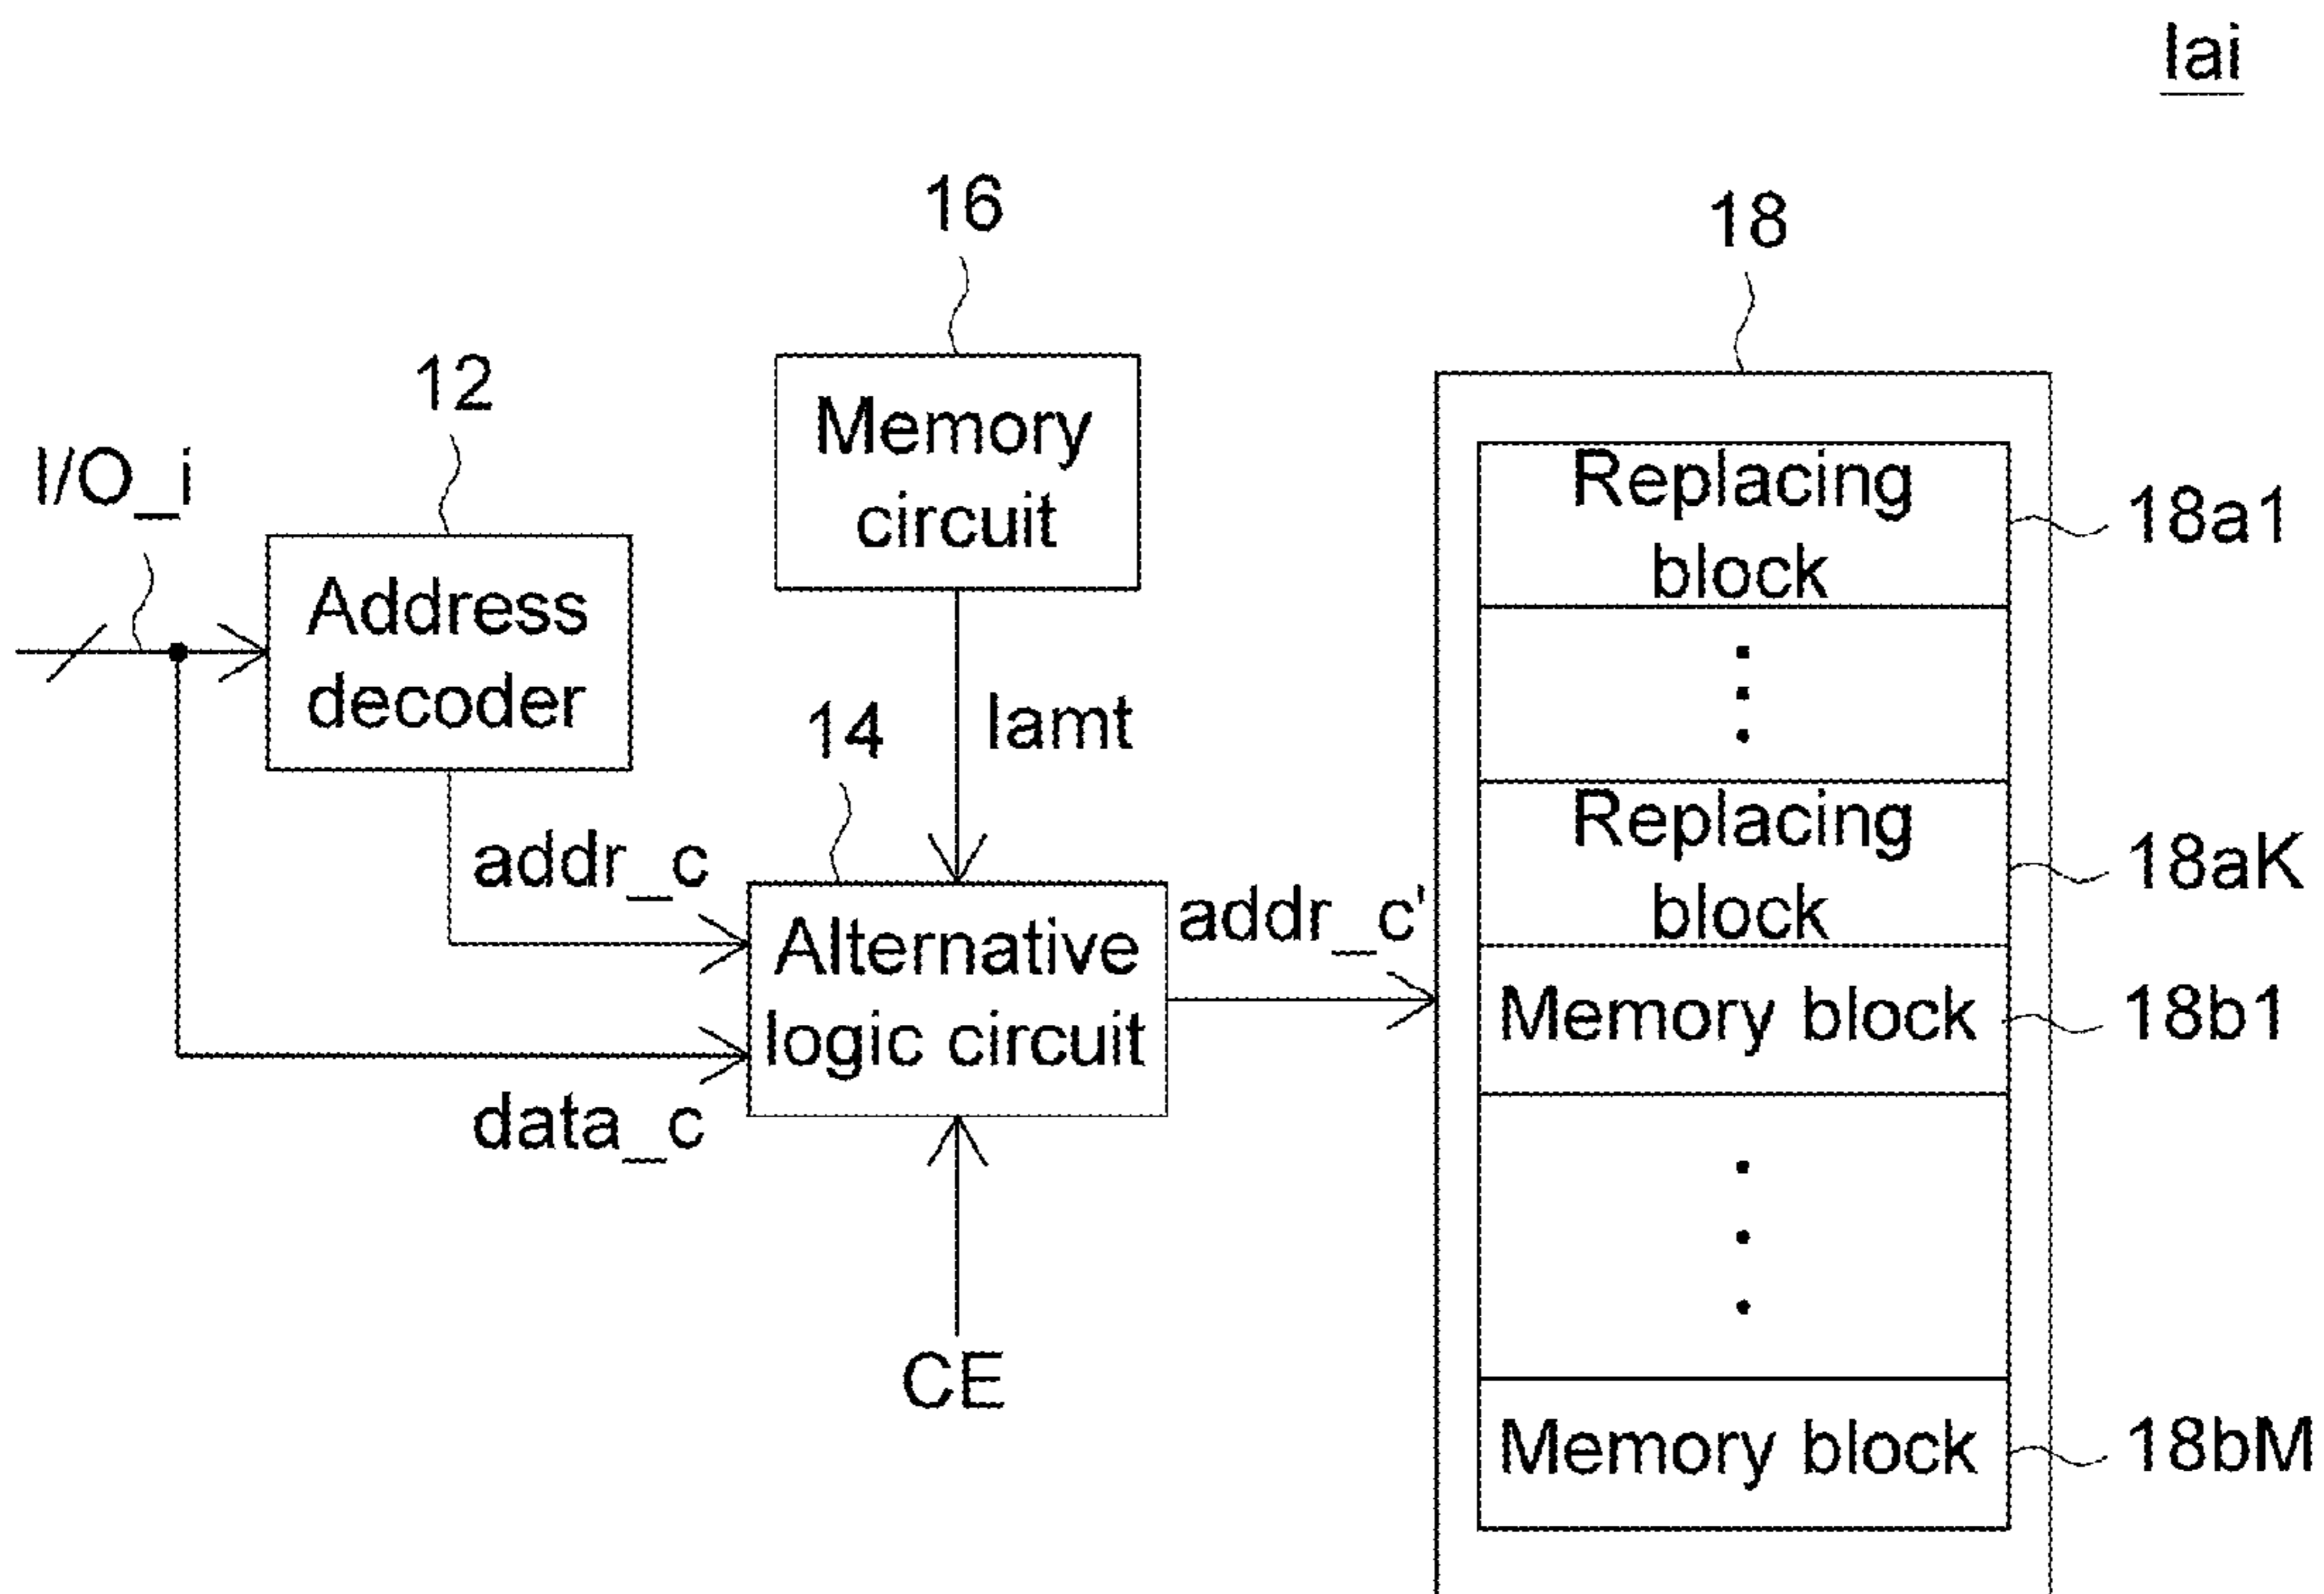 Iai
16
18
12
I/O_i
Memory
circuit
Replacing
block
18a1
Address
decoder
14
Iamt
addr_c
Replacing
block
18aK
Alternative
logic circuit
addr_c'
Memory block
18b1
data_c
CE
Memory block
18bM